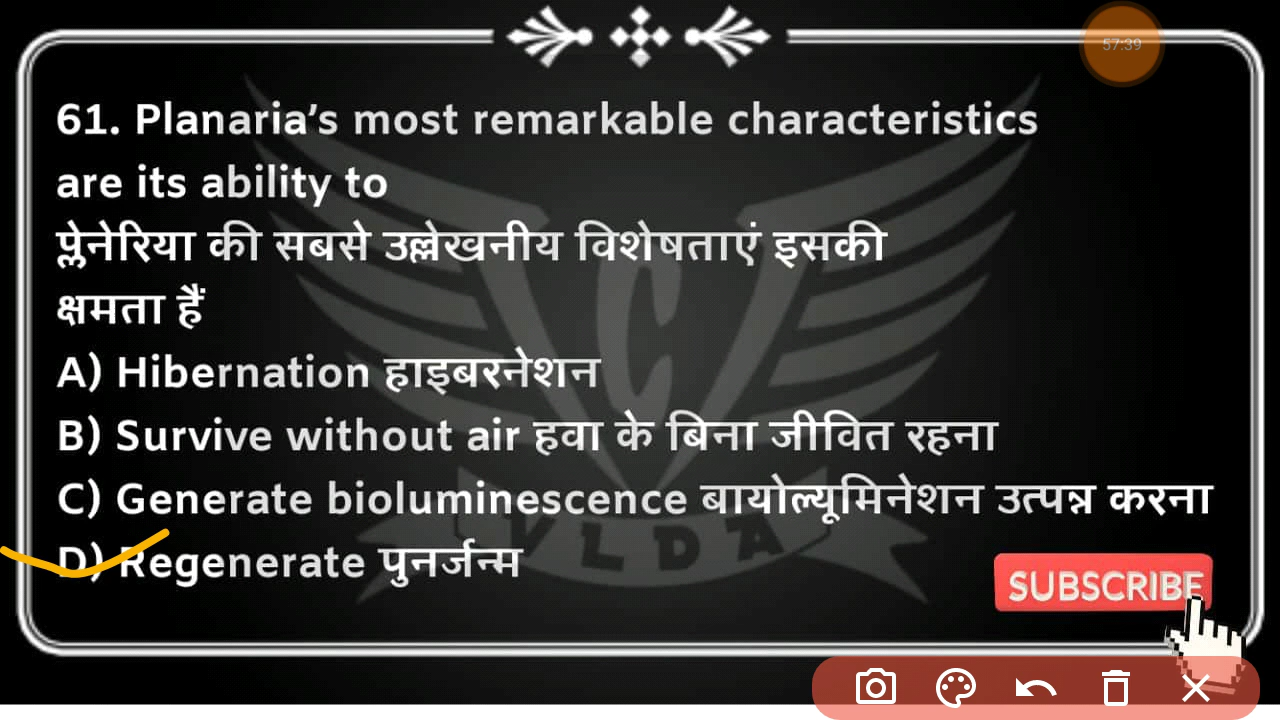 57:39
61. Planaria’s most remarkable characteristics
are its ability to
प्लेनेरिया की सबसे उल्लेखनीय विशेषताएं इसकी
क्षमता हैं
A) Hibernation हाइबरनेशन
B) Survive without air हवा के बिना जीवित रहना
C) Generate bioluminescence बायोल्यूमिनेशन उत्पन्न करना
D) Regenerate पुनर्जन्म
VLDA
SUBSCRIBE